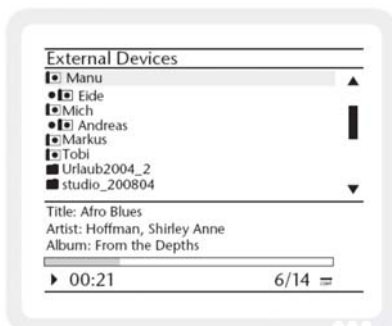 External Devices
Manu
Eide
Mich
Andreas
Markus
Tobi
Urlaub2004_2
studio_200804
Title: Afro Blues
Artist: Hoffman, Shirley Anne
Album: From the Depths
00:21 6/14